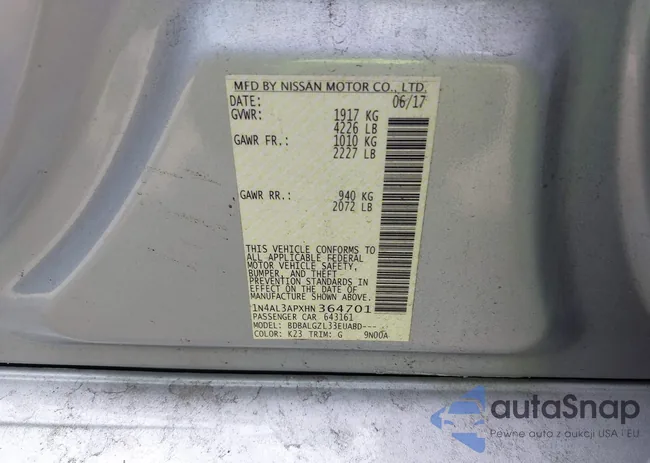 MFD BY NISSAN MOTOR CO., LTD.
DATE: 06/17
GVWR: 1917 KG
4226 LB
GAWR FR.: 1010 KG
2227 LB
GAWR RR.: 940 KG
2072 LB
THIS VEHICLE CONFORMS TO
ALL APPLICABLE FEDERAL
MOTOR VEHICLE SAFETY,
BUMPER, AND THEFT
PREVENTION STANDARDS IN
EFFECT ON THE DATE OF
MANUFACTURE SHOWN ABOVE.
1N4AL3APXHN364701
PASSENGER CAR 643161
MODEL: BDBALGZL33EUABD----
COLOR: K23 TRIM: G 9N00A
autaSnap
Pewne auto z aukcji USA i EU